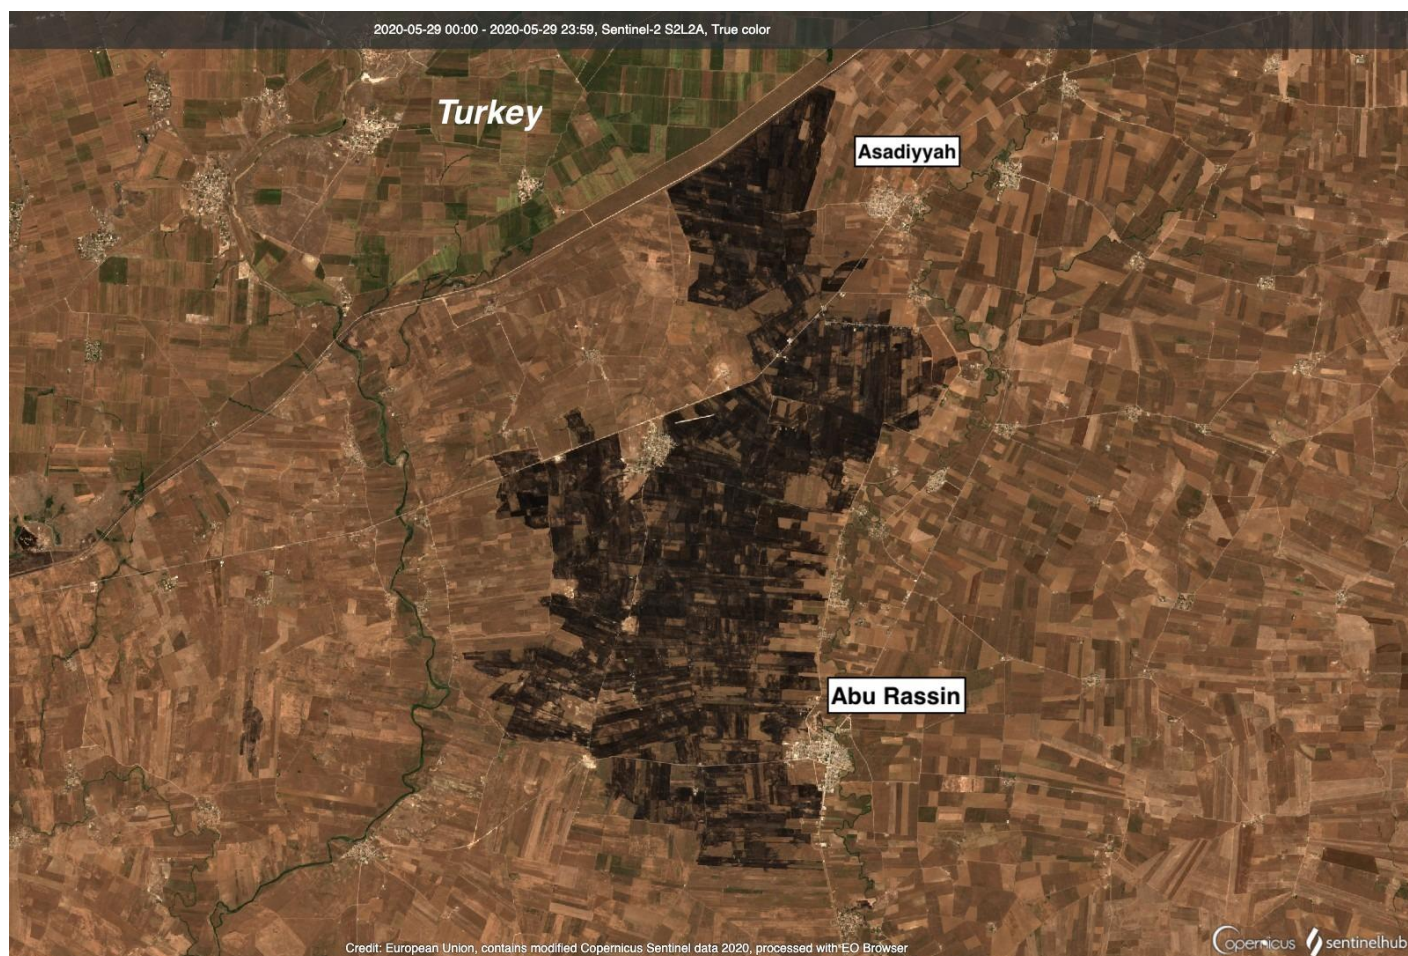 2020-05-29 00:00 - 2020-05-29 23:59, Sentinel-2 S2L2A, True color
Turkey
Asadiyyah
Abu Rassin
Credit: European Union, contains modified Copernicus Sentinel data 2020, processed with EO Browser
opernicus sentinelhub